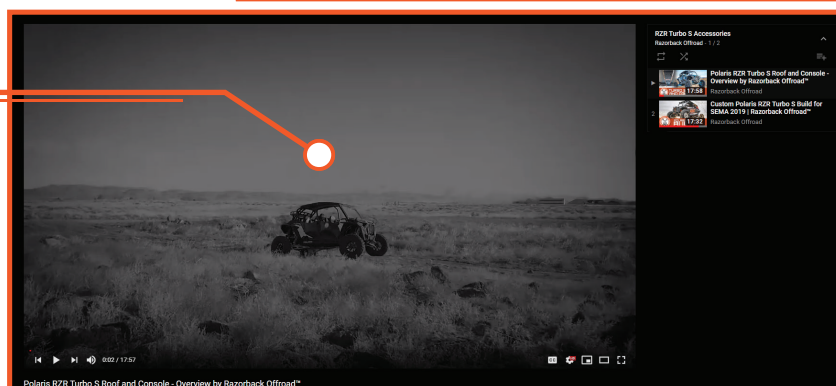 RZR Turbo S Accessories
Razorback Offroad - 1 / 2
Polaris RZR Turbo S Roof and Console -
Overview by Razorback Offroad™
17:58
Razorback Offroad
2
Custom Polaris RZR Turbo S Build for
SEMA 2019 | Razorback Offroad™
17:32
Razorback Offroad
0:02 / 17:57
Polaris RZR Turbo S Roof and Console - Overview by Razorback Offroad™